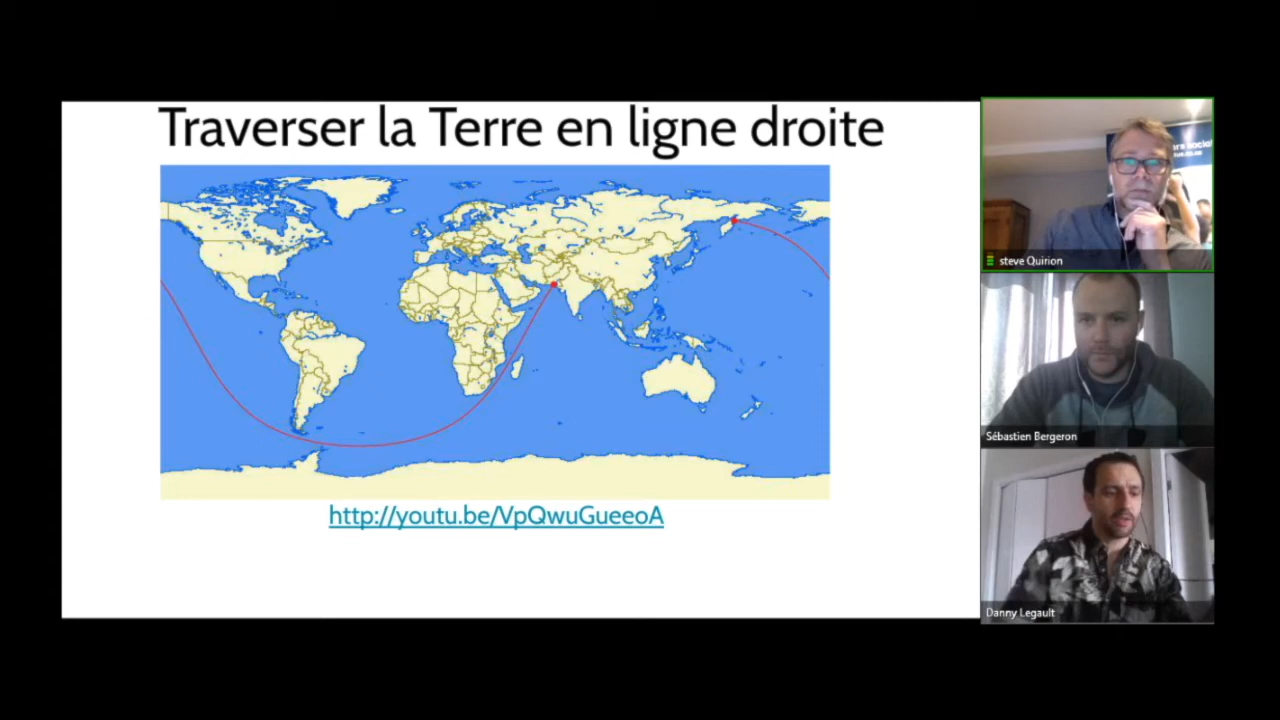 Traverser la Terre en ligne droite
http://youtu.be/VpQwuGueeoA
steve Quirion
Sébastien Bergeron
Danny Legault